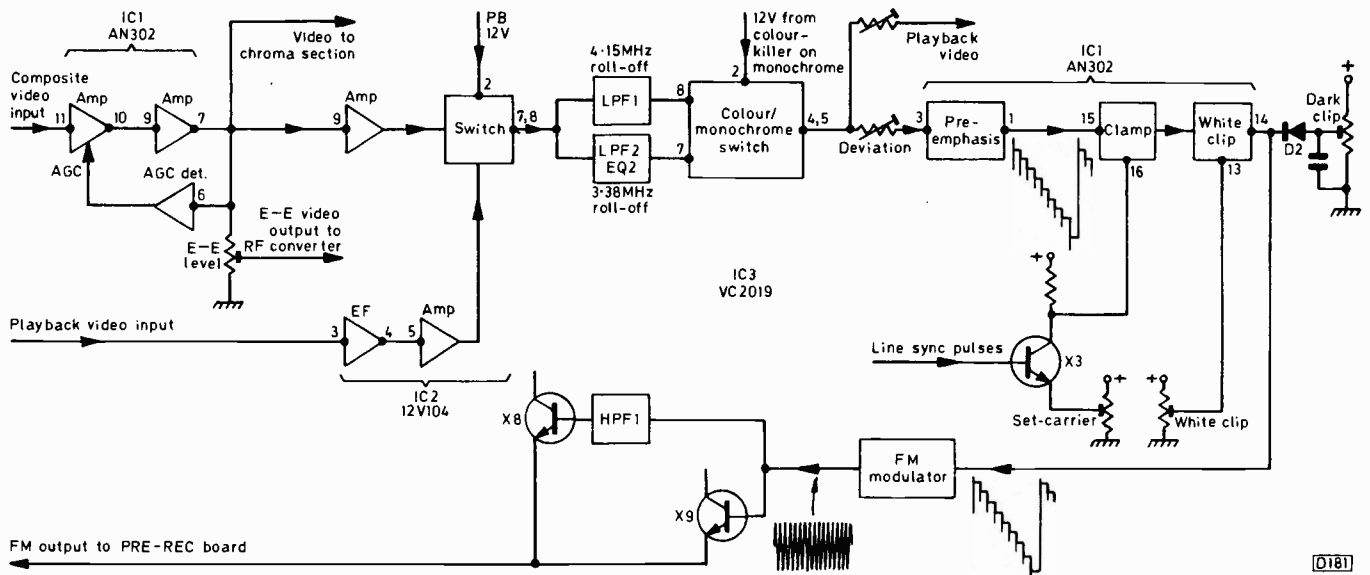 IC1
AN302
Video to
chroma section
Composite
video
input
Amp
11
10
9
Amp
7
AGC
AGC det.
6
E-E video
output to
RF converter
E-E
level
Amp
9
PB
12V
2
Switch
7,8
4·15MHz
roll-off
LPF1
LPF2
EQ2
3·38MHz
roll-off
12V from
colour-
killer on
monochrome
2
8
7
Colour/
monochrome
switch
4,5
Playback
video
Deviation
IC1
AN302
3
Pre-
emphasis
1
15
Clamp
16
White
clip
14
13
D2
+
Dark
clip
IC3
VC2019
Playback video input
EF
3
4
5
Amp
IC2
12V104
Line sync pulses
+
X3
+
Set-carrier
+
White clip
X8
HPF1
X9
FM
modulator
FM output to PRE-REC board
D181